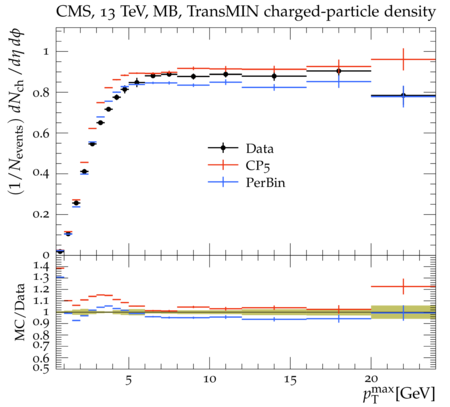 CMS, 13 TeV, MB, TransMIN charged-particle density
(1/N_events) dN_ch/dη dφ
1
0.8
0.6
0.4
0.2
0
Data
CP5
PerBin
MC/Data
1.4
1.3
1.2
1.1
1
0.9
0.8
0.7
0.6
0.5
5
10
15
20
p_T^max[GeV]